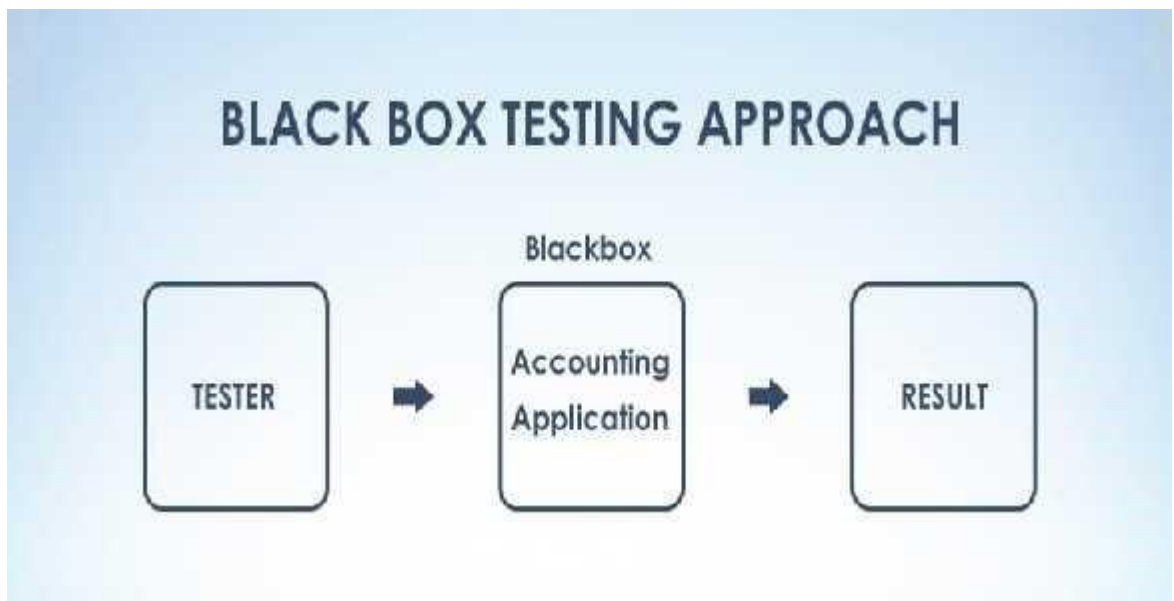 BLACK BOX TESTING APPROACH
Blackbox
TESTER
Accounting
Application
RESULT